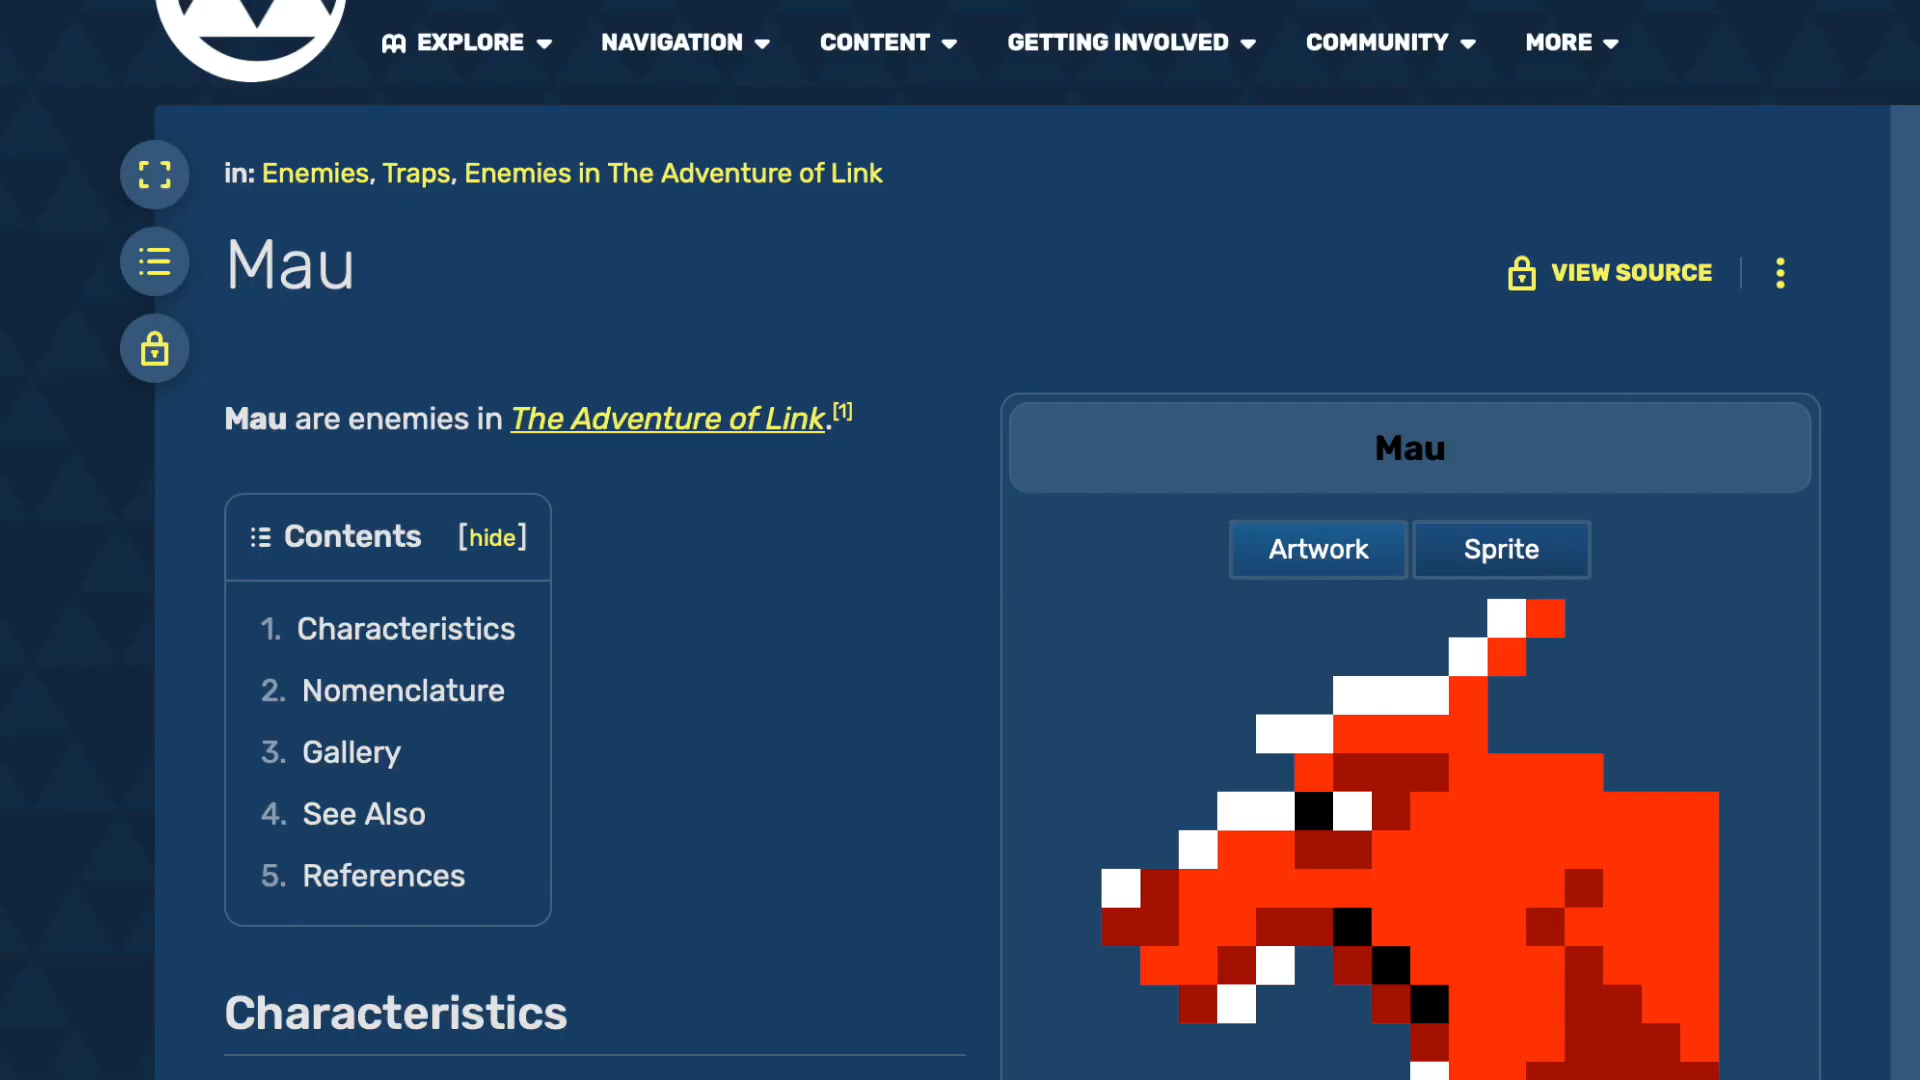 EXPLORE NAVIGATION CONTENT GETTING INVOLVED COMMUNITY MORE
in: Enemies, Traps, Enemies in The Adventure of Link
Mau
VIEW SOURCE
Mau are enemies in The Adventure of Link.[1]
Contents [hide]
1. Characteristics
2. Nomenclature
3. Gallery
4. See Also
5. References
Characteristics
Mau
Artwork Sprite